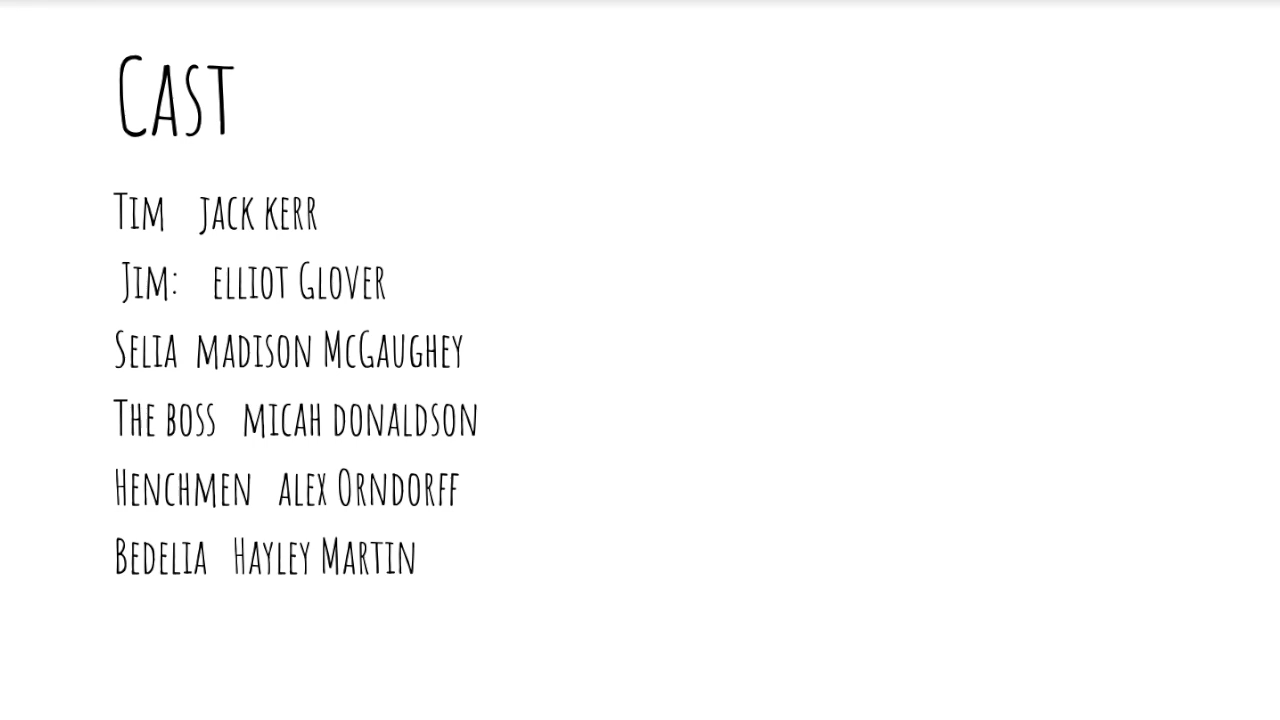 Cast
Tim jack kerr
Jim: elliot Glover
Selia madison McGaughey
The boss micah donaldson
Henchmen alex Orndorff
Bedelia Hayley Martin